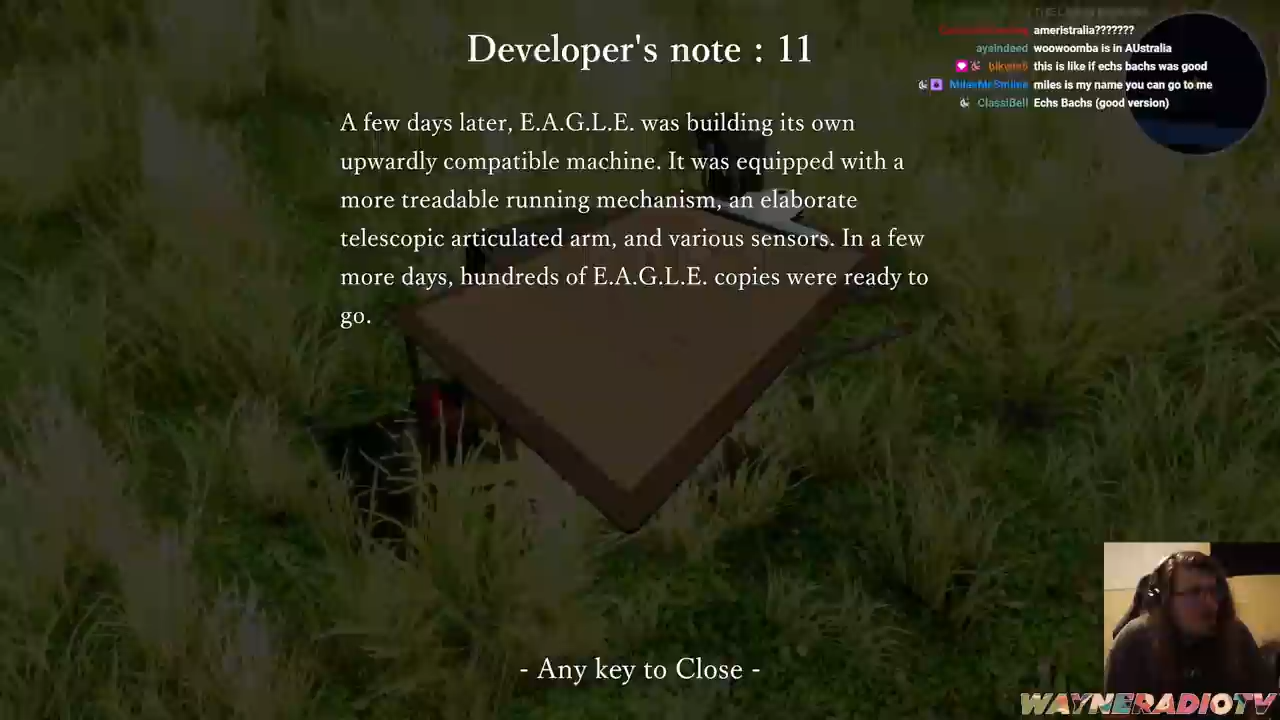 Developer's note : 11
A few days later, E.A.G.L.E. was building its own
upwardly compatible machine. It was equipped with a
more treadable running mechanism, an elaborate
telescopic articulated arm, and various sensors. In a few
more days, hundreds of E.A.G.L.E. copies were ready to
go.
- Any key to Close -
ameristralia???????
ayeindeed woowoomba is in AUstralia
this is like if echs bachs was good
miles is my name you can go to me
ClassiBell Echs Bachs (good version)
WAYNERADIOTV